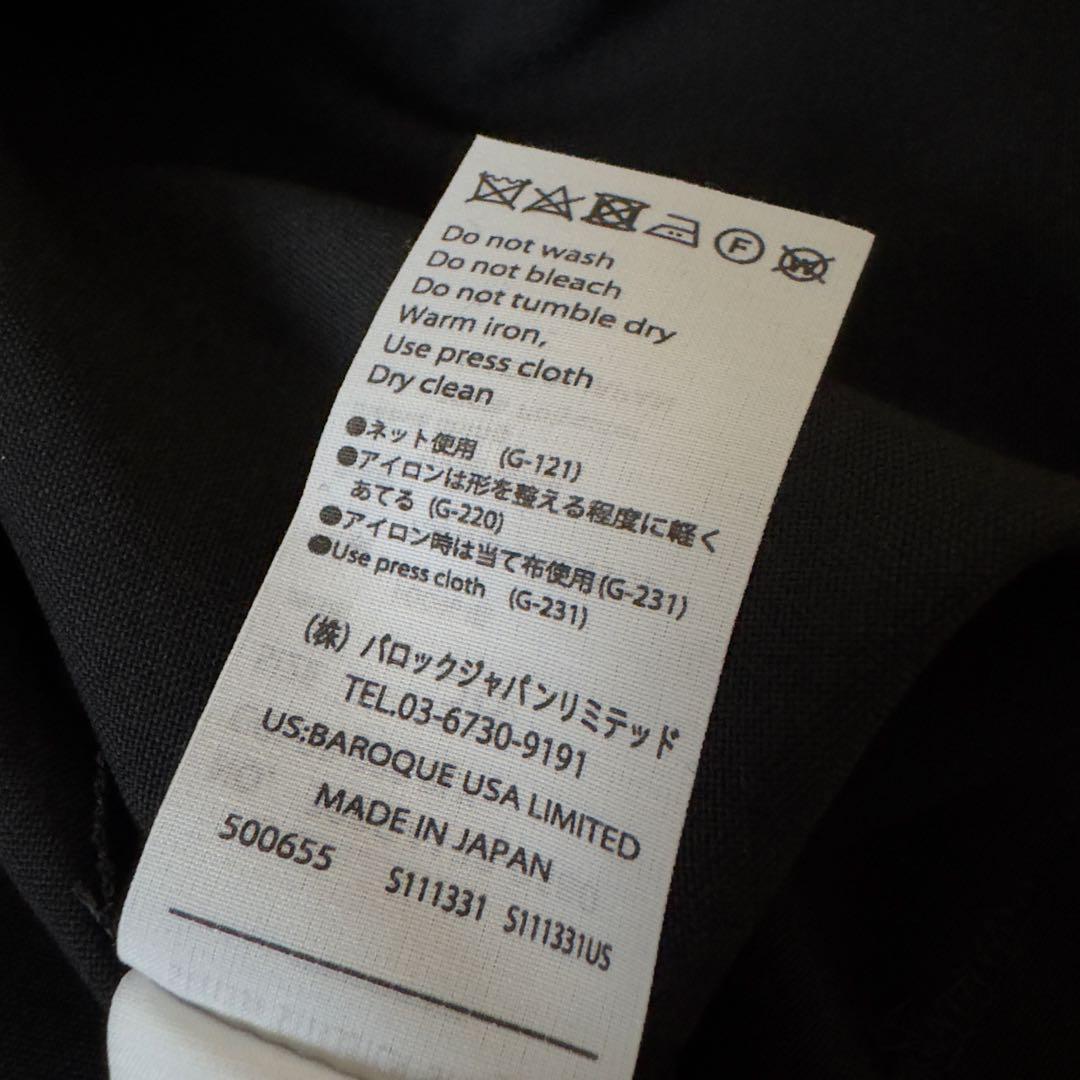 F W
Do not wash
Do not bleach
Do not tumble dry
Warm iron,
Use press cloth
Dry clean
●ネット使用 (G-121)
●アイロンは形を整える程度に軽く
あてる (G-220)
●アイロン時は当て布使用 (G-231)
●Use press cloth (G-231)
(株) バロックジャパンリミテッド
TEL.03-6730-9191
US:BAROQUE USA LIMITED
MADE IN JAPAN
500655 S111331 S111331US